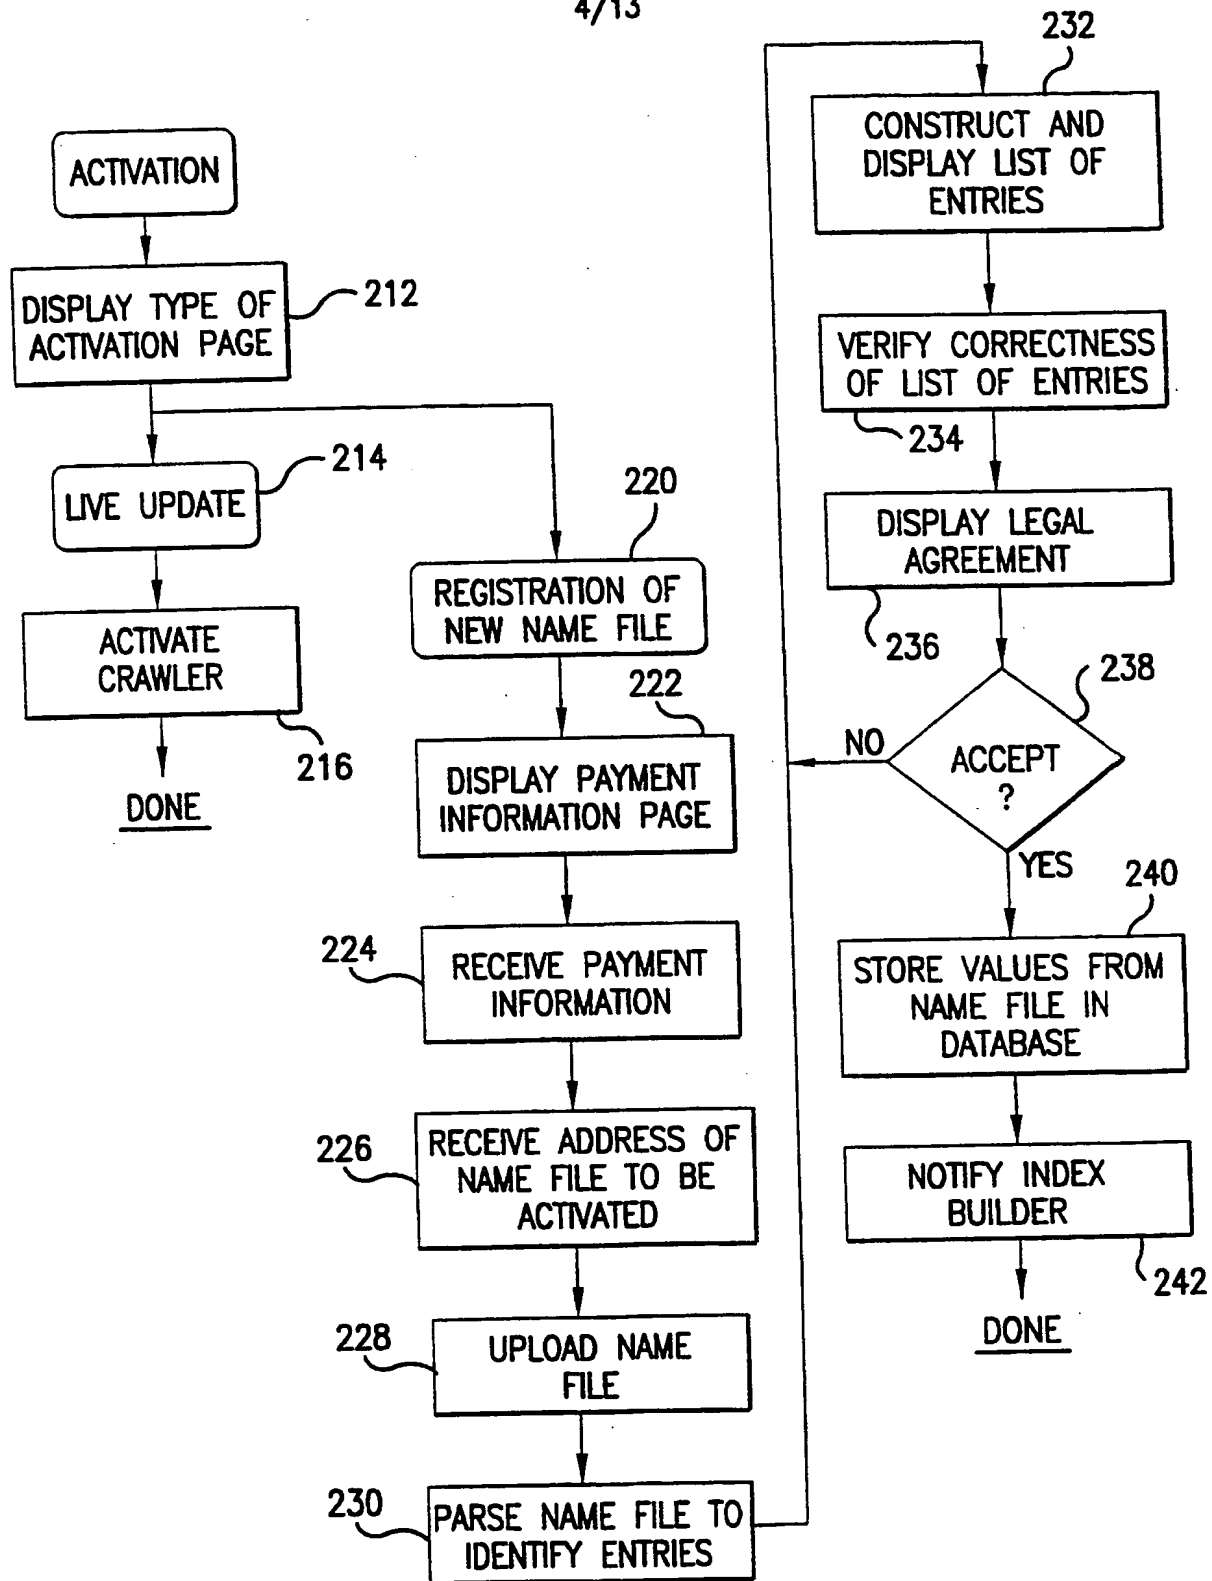 4/13
ACTIVATION
DISPLAY TYPE OF
ACTIVATION PAGE
212
LIVE UPDATE
214
ACTIVATE
CRAWLER
216
DONE
220
REGISTRATION OF
NEW NAME FILE
222
DISPLAY PAYMENT
INFORMATION PAGE
224
RECEIVE PAYMENT
INFORMATION
226
RECEIVE ADDRESS OF
NAME FILE TO BE
ACTIVATED
228
UPLOAD NAME
FILE
230
PARSE NAME FILE TO
IDENTIFY ENTRIES
232
CONSTRUCT AND
DISPLAY LIST OF
ENTRIES
VERIFY CORRECTNESS
OF LIST OF ENTRIES
234
DISPLAY LEGAL
AGREEMENT
236
238
NO
ACCEPT
?
YES
240
STORE VALUES FROM
NAME FILE IN
DATABASE
NOTIFY INDEX
BUILDER
242
DONE